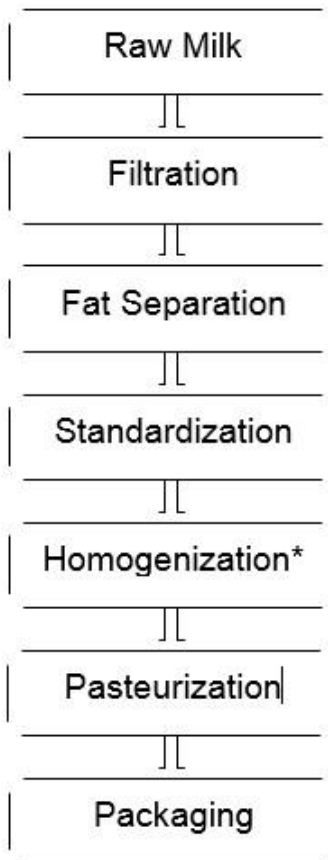 Raw Milk
Filtration
Fat Separation
Standardization
Homogenization*
Pasteurization
Packaging